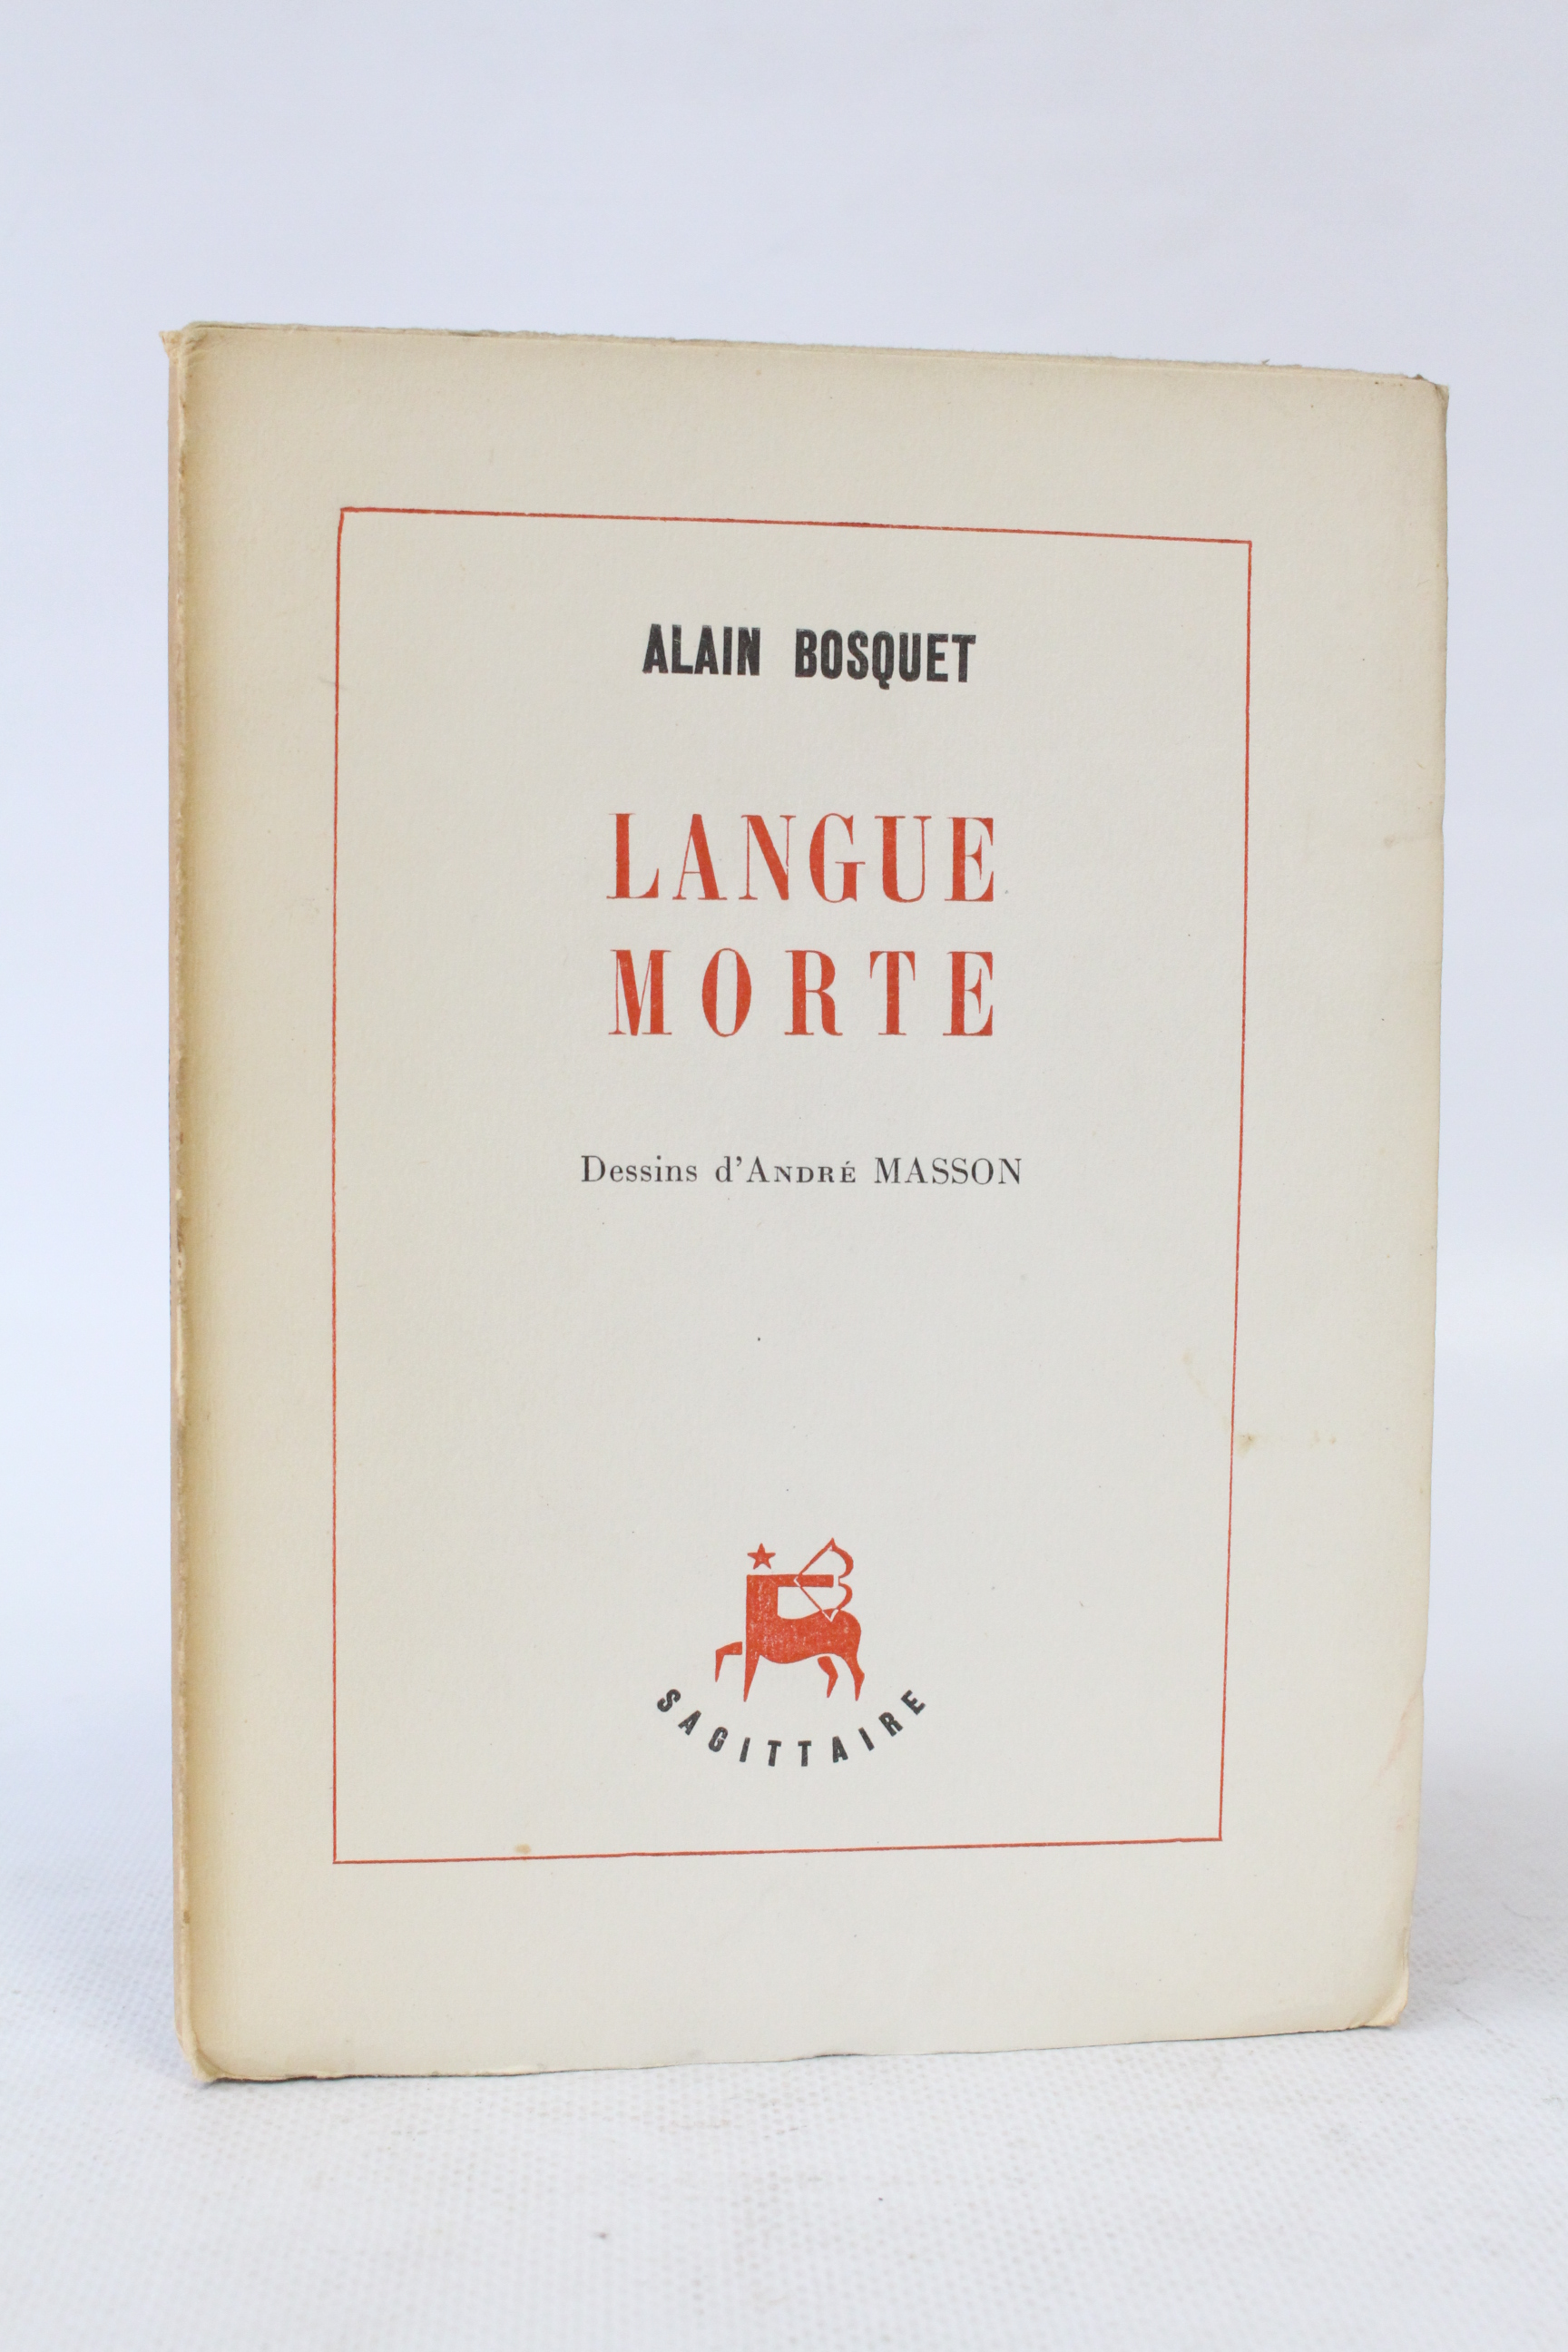 ALAIN BOSQUET
LANGUE
MORTE
Dessins d'ANDRÉ MASSON
SAGITTAIRE